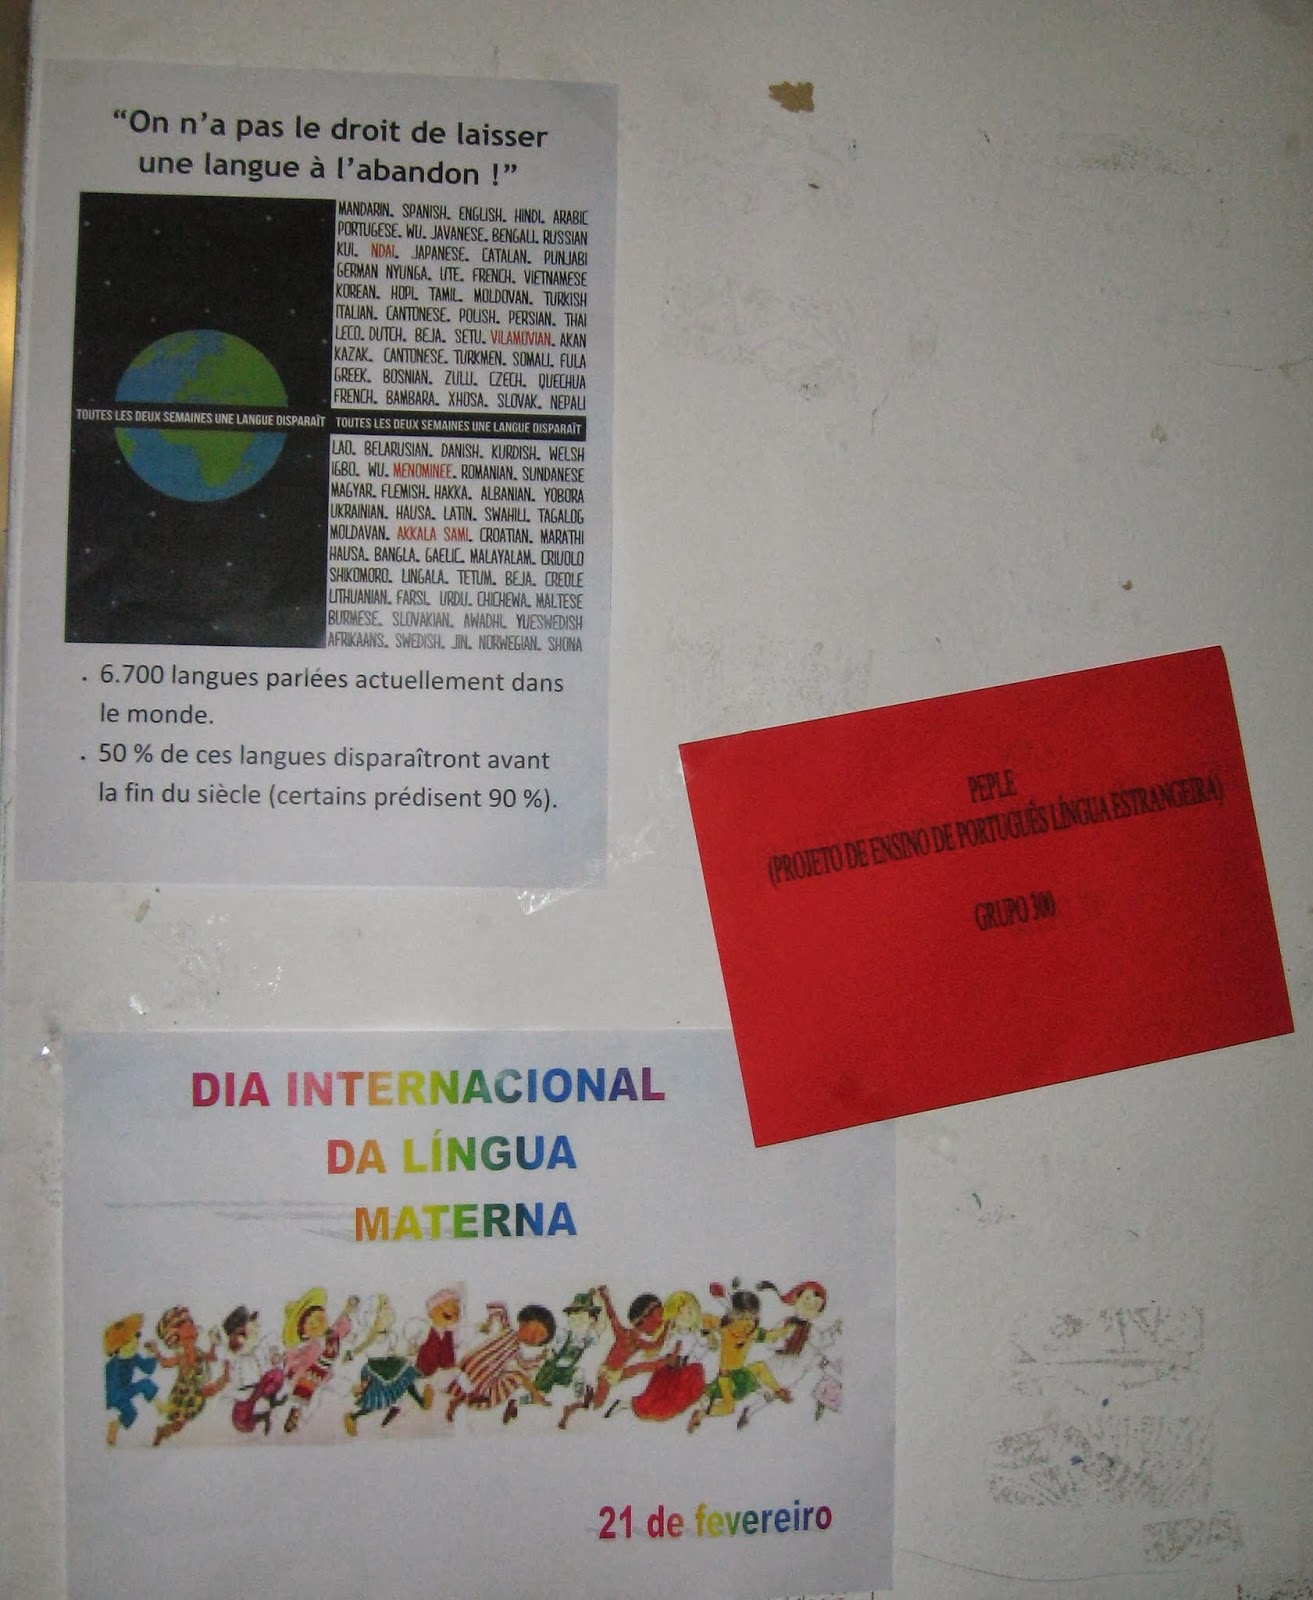 “On n’a pas le droit de laisser
une langue à l’abandon !”
MANDARIN. SPANISH. ENGLISH. HINDI. ARABIC
PORTUGESE. WU. JAVANESE. BENGALI. RUSSIAN
KUI. NDAI. JAPANESE. CATALAN. PUNJABI
GERMAN NYUNGA. UTE. FRENCH. VIETNAMESE
KOREAN. HOPI. TAMIL. MOLDOVAN. TURKISH
ITALIAN. CANTONESE. POLISH. PERSIAN. THAI
LECO. DUTCH. BEJA. SETU. VILAMOVIAN. AKAN
KAZAK. CANTONESE. TURKMEN. SOMALI. FULA
GREEK. BOSNIAN. ZULU. CZECH. QUECHUA
FRENCH. BAMBARA. XHOSA. SLOVAK. NEPALI
TOUTES LES DEUX SEMAINES UNE LANGUE DISPARAÎT
TOUTES LES DEUX SEMAINES UNE LANGUE DISPARAÎT
LAO. BELARUSIAN. DANISH. KURDISH. WELSH
IGBO. WU. MENOMINEE. ROMANIAN. SUNDANESE
MAGYAR. FLEMISH. HAKKA. ALBANIAN. YOBORA
UKRAINIAN. HAUSA. LATIN. SWAHILI. TAGALOG
MOLDAVAN. AKKALA SAMI. CROATIAN. MARATHI
HAUSA. BANGLA. GAELIC. MALAYALAM. CRIUOLO
SHIKOMORO. LINGALA. TETUM. BEJA. CREOLE
LITHUANIAN. FARSI. URDU. CHICHEWA. MALTESE
BURMESE. SLOVAKIAN. AWADHI. YUESWEDISH
AFRIKAANS. SWEDISH. JIN. NORWEGIAN. SHONA
. 6.700 langues parlées actuellement dans
le monde.
. 50 % de ces langues disparaîtront avant
la fin du siècle (certains prédisent 90 %).
PEPLE
(PROJETO DE ENSINO DE PORTUGUÊS LÍNGUA ESTRANGEIRA)
GRUPO 300
DIA INTERNACIONAL
DA LÍNGUA
MATERNA
21 de fevereiro